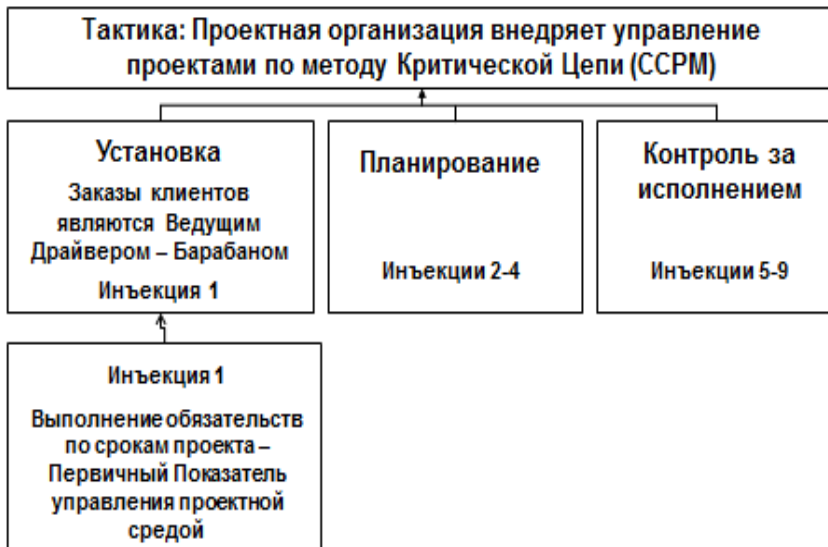 Тактика: Проектная организация внедряет управление
проектами по методу Критической Цепи (ССРМ)
Установка
Заказы клиентов
являются Ведущим
Драйвером – Барабаном
Инъекция 1
Планирование
Инъекции 2-4
Контроль за
исполнением
Инъекции 5-9
Инъекция 1
Выполнение обязательств
по срокам проекта –
Первичный Показатель
управления проектной
средой